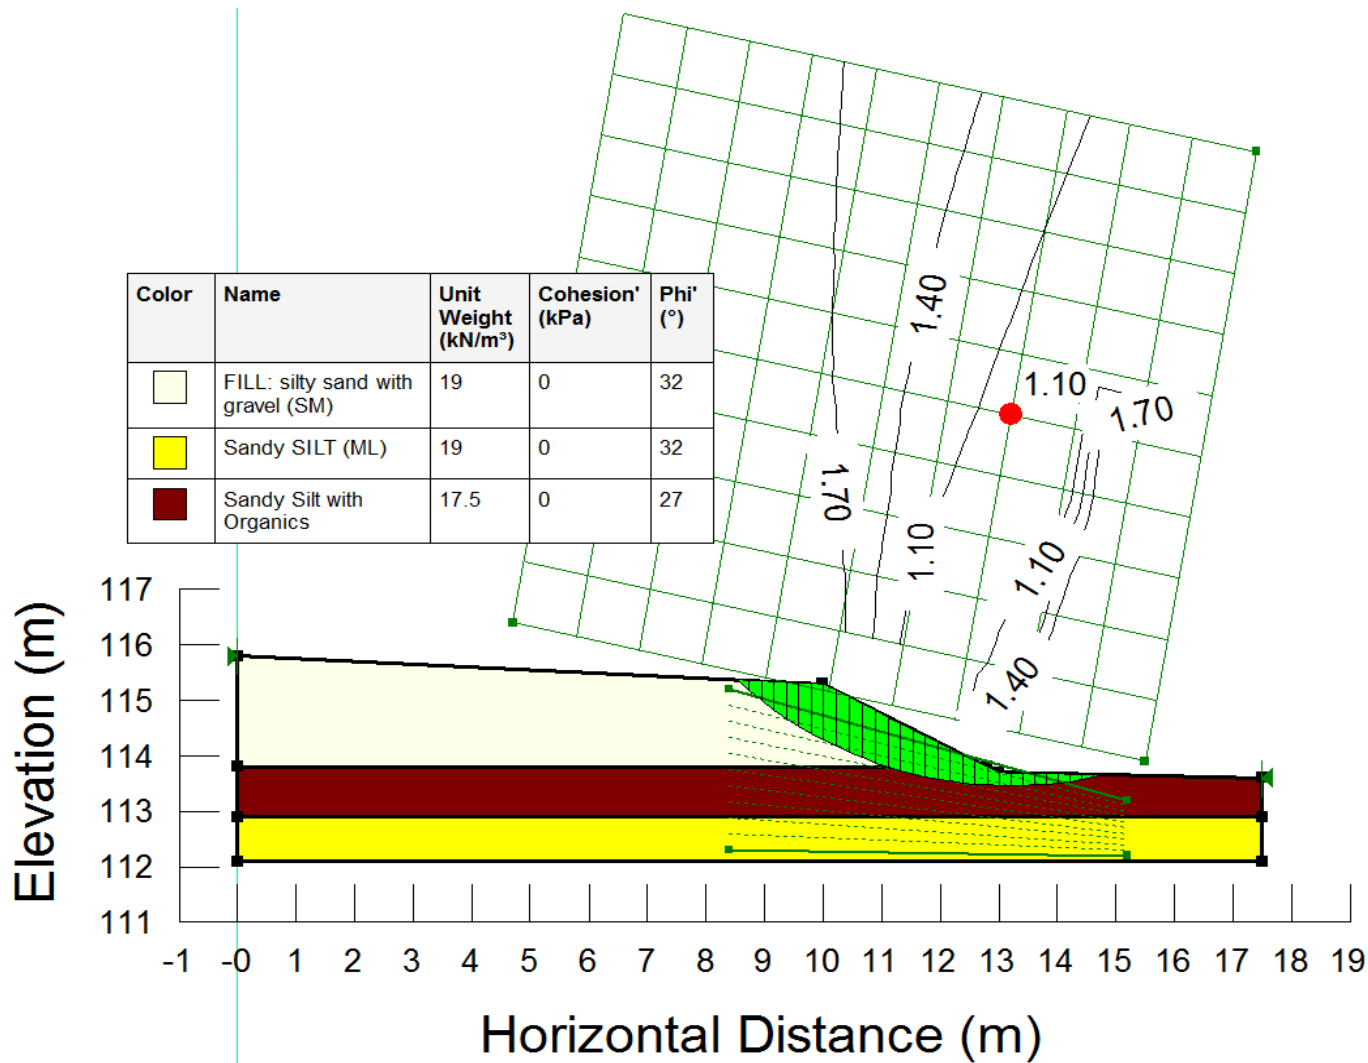 1.40
1.10
1.70
1.70
1.10
1.10
1.40
Color Name Unit Weight (kN/m³) Cohesion' (kPa) Phi' (°)
FILL: silty sand with gravel (SM) 19 0 32
Sandy SILT (ML) 19 0 32
Sandy Silt with Organics 17.5 0 27
Elevation (m)
117
116
115
114
113
112
111
-1 -0 1 2 3 4 5 6 7 8 9 10 11 12 13 14 15 16 17 18 19
Horizontal Distance (m)